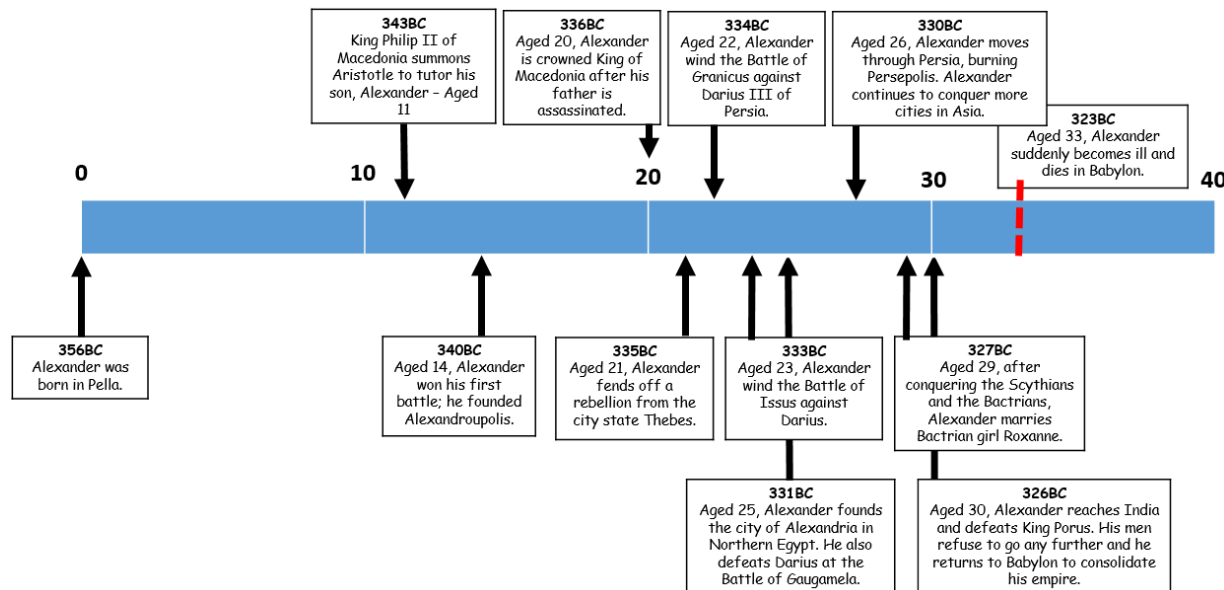 343BC
King Philip II of
Macedonia summons
Aristotle to tutor his
son, Alexander – Aged
11
336BC
Aged 20, Alexander
is crowned King of
Macedonia after his
father is
assassinated.
334BC
Aged 22, Alexander
wind the Battle of
Granicus against
Darius III of
Persia.
330BC
Aged 26, Alexander moves
through Persia, burning
Persepolis. Alexander
continues to conquer more
cities in Asia.
323BC
Aged 33, Alexander
suddenly becomes ill and
dies in Babylon.
0
10
20
30
40
356BC
Alexander was
born in Pella.
340BC
Aged 14, Alexander
won his first
battle; he founded
Alexandroupolis.
335BC
Aged 21, Alexander
fends off a
rebellion from the
city state Thebes.
333BC
Aged 23, Alexander
wind the Battle of
Issus against
Darius.
327BC
Aged 29, after
conquering the Scythians
and the Bactrians,
Alexander marries
Bactrian girl Roxanne.
331BC
Aged 25, Alexander founds
the city of Alexandria in
Northern Egypt. He also
defeats Darius at the
Battle of Gaugamela.
326BC
Aged 30, Alexander reaches India
and defeats King Porus. His men
refuse to go any further and he
returns to Babylon to consolidate
his empire.